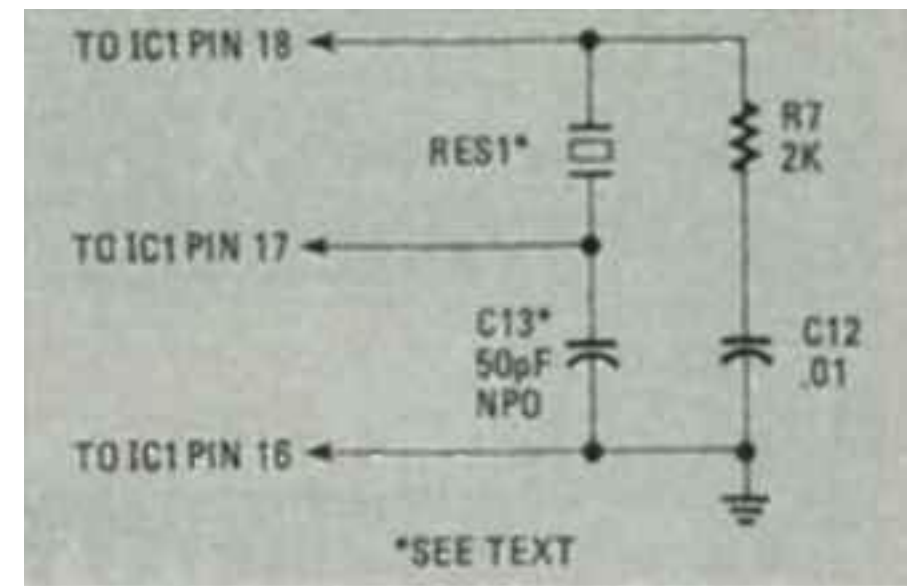 TO IC1 PIN 18
R7
2K
RES1*
TO IC1 PIN 17
C13*
50pF
NPO
C12
.01
TO IC1 PIN 16
*SEE TEXT